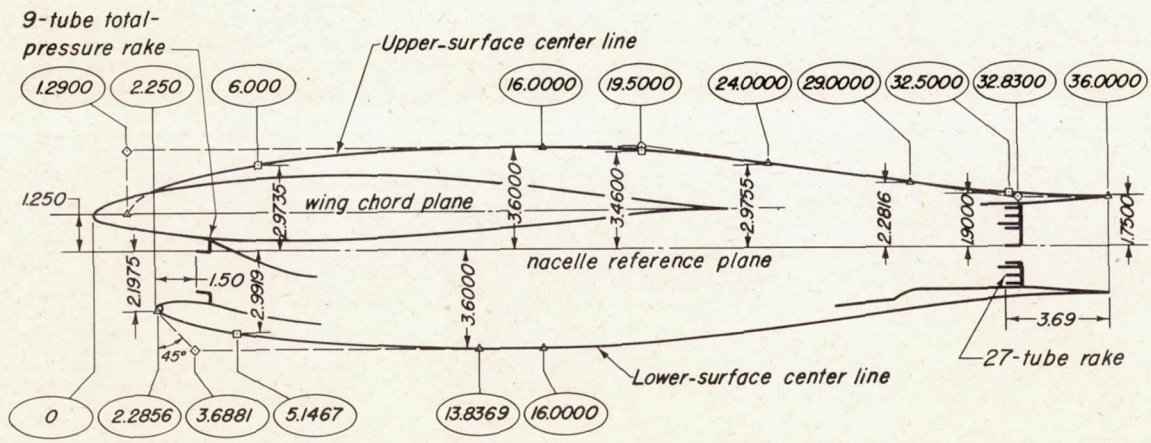 9-tube total-
pressure rake
Upper-surface center line
1.2900 2.250 6.000 16.0000 19.5000 24.0000 29.0000 32.5000 32.8300 36.0000
1.250
2.9735
3.6000
3.4600
2.9755
2.2816
1.9000
1.7500
wing chord plane
nacelle reference plane
2.1975
1.50
2.9919
3.6000
3.69
45°
27-tube rake
Lower-surface center line
0 2.2856 3.6881 5.1467 13.8369 16.0000